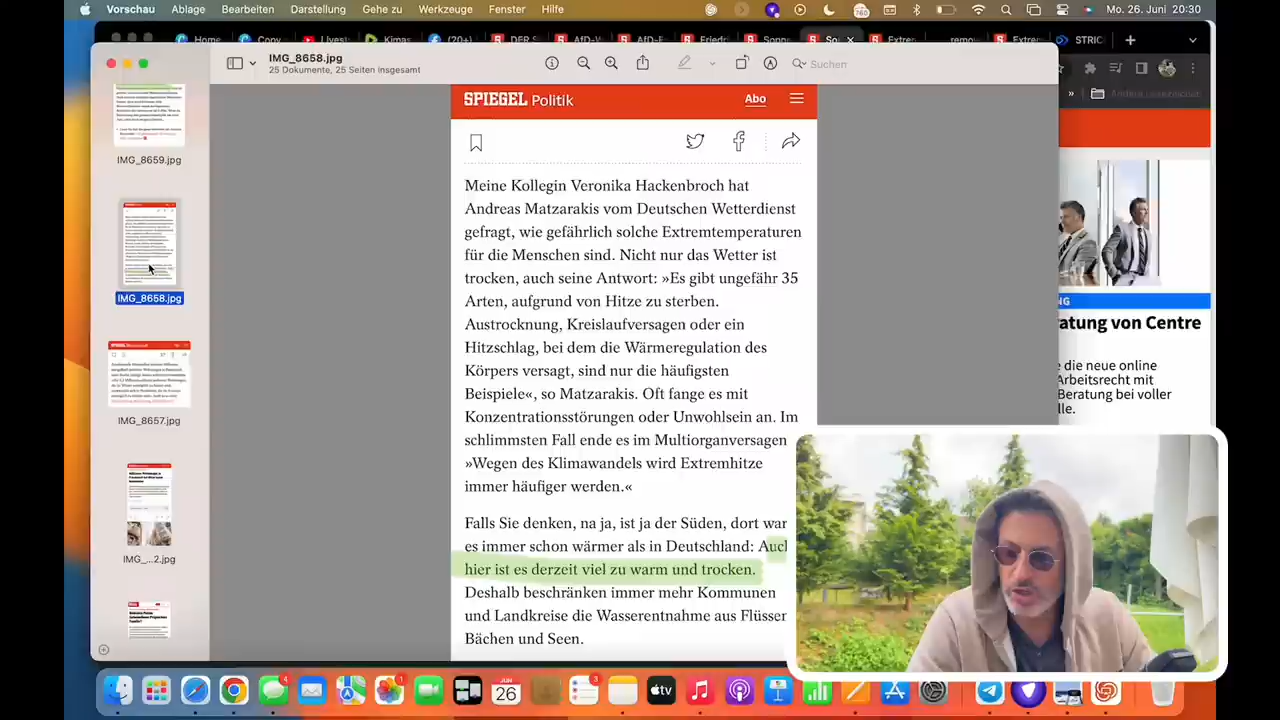 Vorschau Ablage Bearbeiten Darstellung Gehe zu Werkzeuge Fenster Hilfe
765
Mo. 26. Juni 20:30
IMG_8658.jpg
25 Dokumente, 25 Seiten insgesamt
Suchen
IMG_8659.jpg
IMG_8658.jpg
IMG_8657.jpg
IMG_...2.jpg
SPIEGEL Politik
Abo
Meine Kollegin Veronika Hackenbroch hat
Andreas Matzarakis vom Deutschen Wetterdienst
gefragt, wie gefährlich solche Extremtemperaturen
für die Menschen sind. Nicht nur das Wetter ist
trocken, auch seine Antwort: »Es gibt ungefähr 35
Arten, aufgrund von Hitze zu sterben.
Austrocknung, Kreislaufversagen oder ein
Hitzschlag, bei dem die Wärmeregulation des
Körpers versagt, sind nur die häufigsten
Beispiele«, so Matzarakis. Oft fange es mit
Konzentrationsstörungen oder Unwohlsein an. Im
schlimmsten Fall ende es im Multiorganversagen.
»Wegen des Klimawandels wird Extremhitze
immer häufiger werden.«
Falls Sie denken, na ja, ist ja der Süden, dort war
es immer schon wärmer als in Deutschland: Auch
hier ist es derzeit viel zu warm und trocken.
Deshalb beschränken immer mehr Kommunen
und Landkreise die Wasserentnahme aus
Bächen und Seen.
atung von Centre
e die neue online
Arbeitsrecht mit
Beratung bei voller
lle.
JUN
26